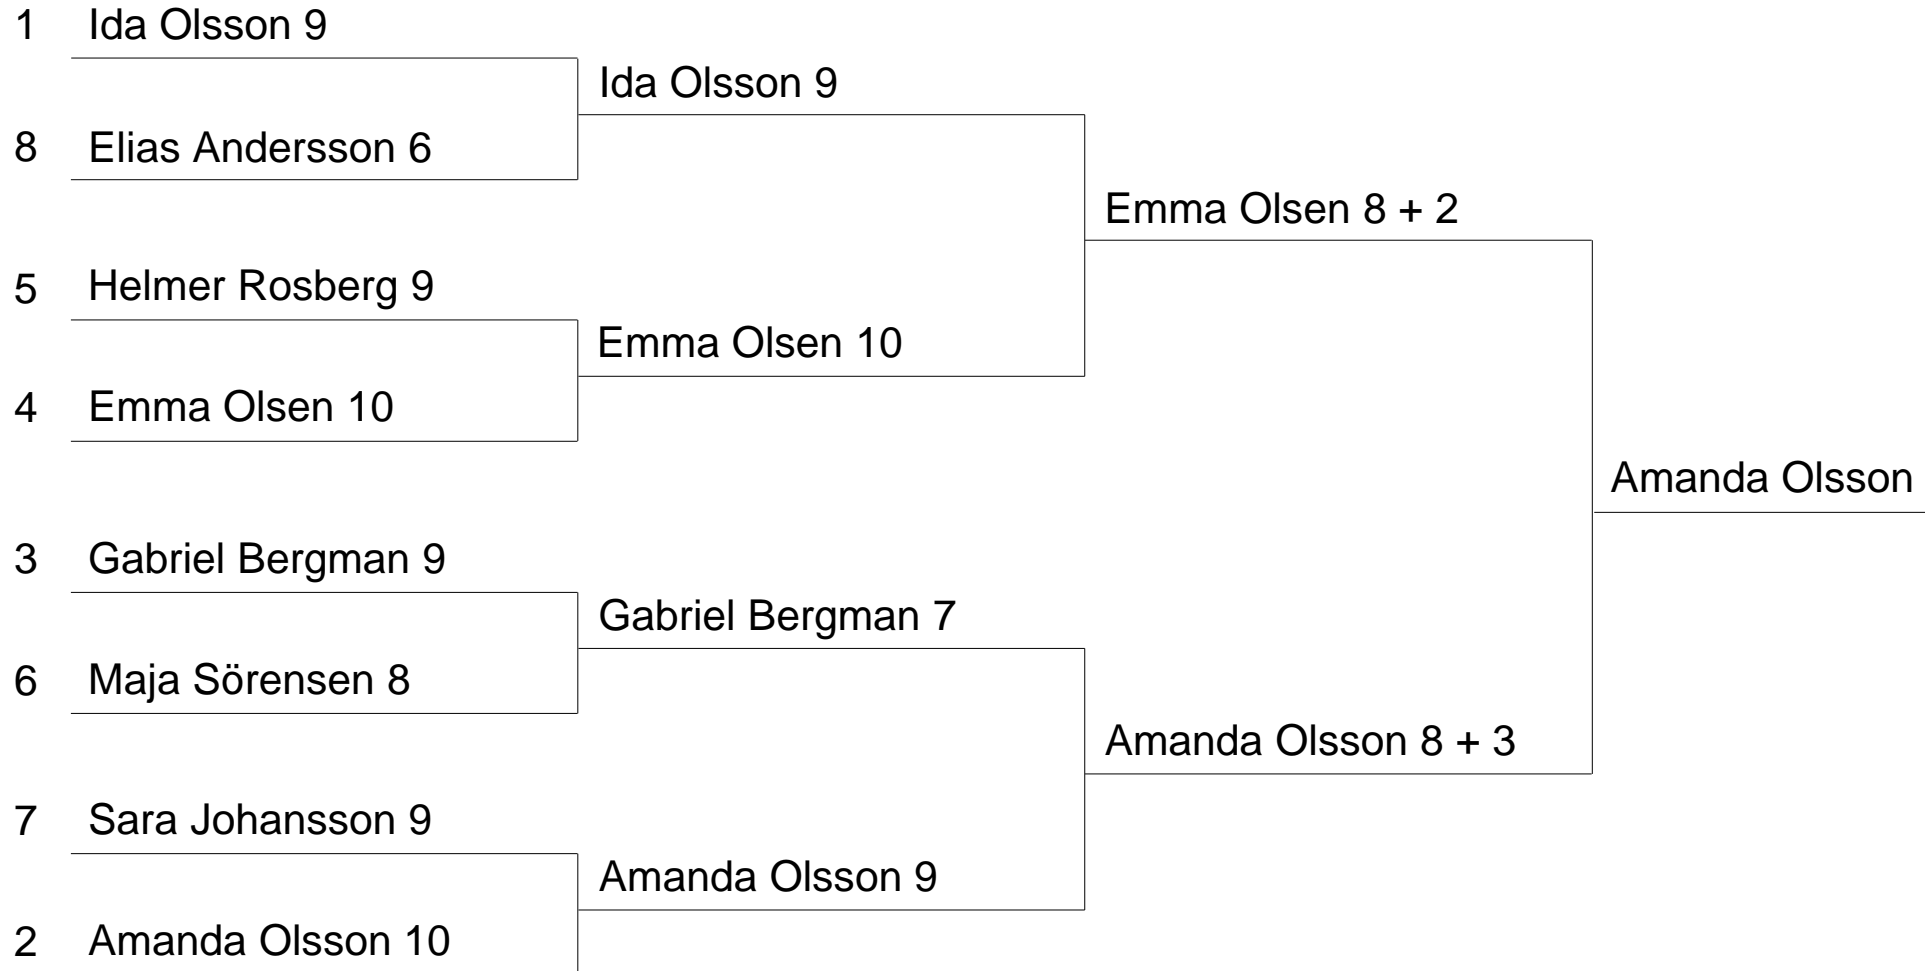 1 Ida Olsson 9
Ida Olsson 9
8 Elias Andersson 6
Emma Olsen 8 + 2
5 Helmer Rosberg 9
Emma Olsen 10
4 Emma Olsen 10
Amanda Olsson
3 Gabriel Bergman 9
Gabriel Bergman 7
6 Maja Sörensen 8
Amanda Olsson 8 + 3
7 Sara Johansson 9
Amanda Olsson 9
2 Amanda Olsson 10